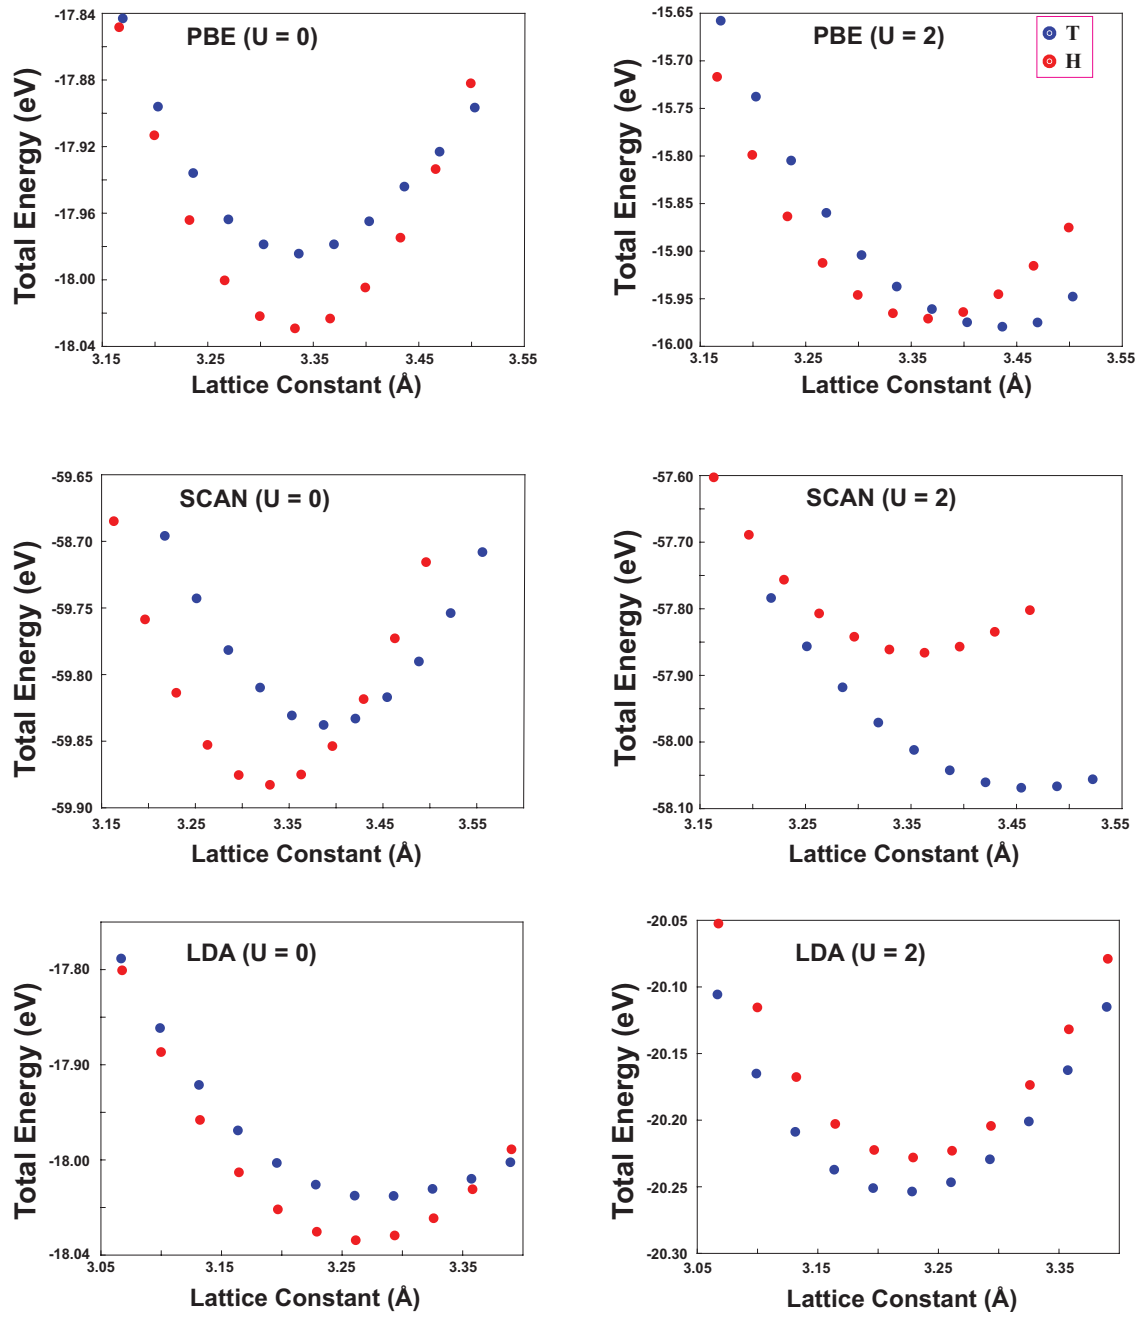 PBE (U = 0)
Total Energy (eV)
-17.84
-17.88
-17.92
-17.96
-18.00
-18.04
3.15 3.25 3.35 3.45 3.55
Lattice Constant (Å)
PBE (U = 2)
T
H
Total Energy (eV)
-15.65
-15.70
-15.75
-15.80
-15.85
-15.90
-15.95
-16.00
3.15 3.25 3.35 3.45 3.55
Lattice Constant (Å)
SCAN (U = 0)
Total Energy (eV)
-59.65
-58.70
-59.75
-59.80
-59.85
-59.90
3.15 3.25 3.35 3.45 3.55
Lattice Constant (Å)
SCAN (U = 2)
Total Energy (eV)
-57.60
-57.70
-57.80
-57.90
-58.00
-58.10
3.15 3.25 3.35 3.45 3.55
Lattice Constant (Å)
LDA (U = 0)
Total Energy (eV)
-17.80
-17.90
-18.00
-18.04
3.05 3.15 3.25 3.35
Lattice Constant (Å)
LDA (U = 2)
Total Energy (eV)
-20.05
-20.10
-20.15
-20.20
-20.25
-20.30
3.05 3.15 3.25 3.35
Lattice Constant (Å)